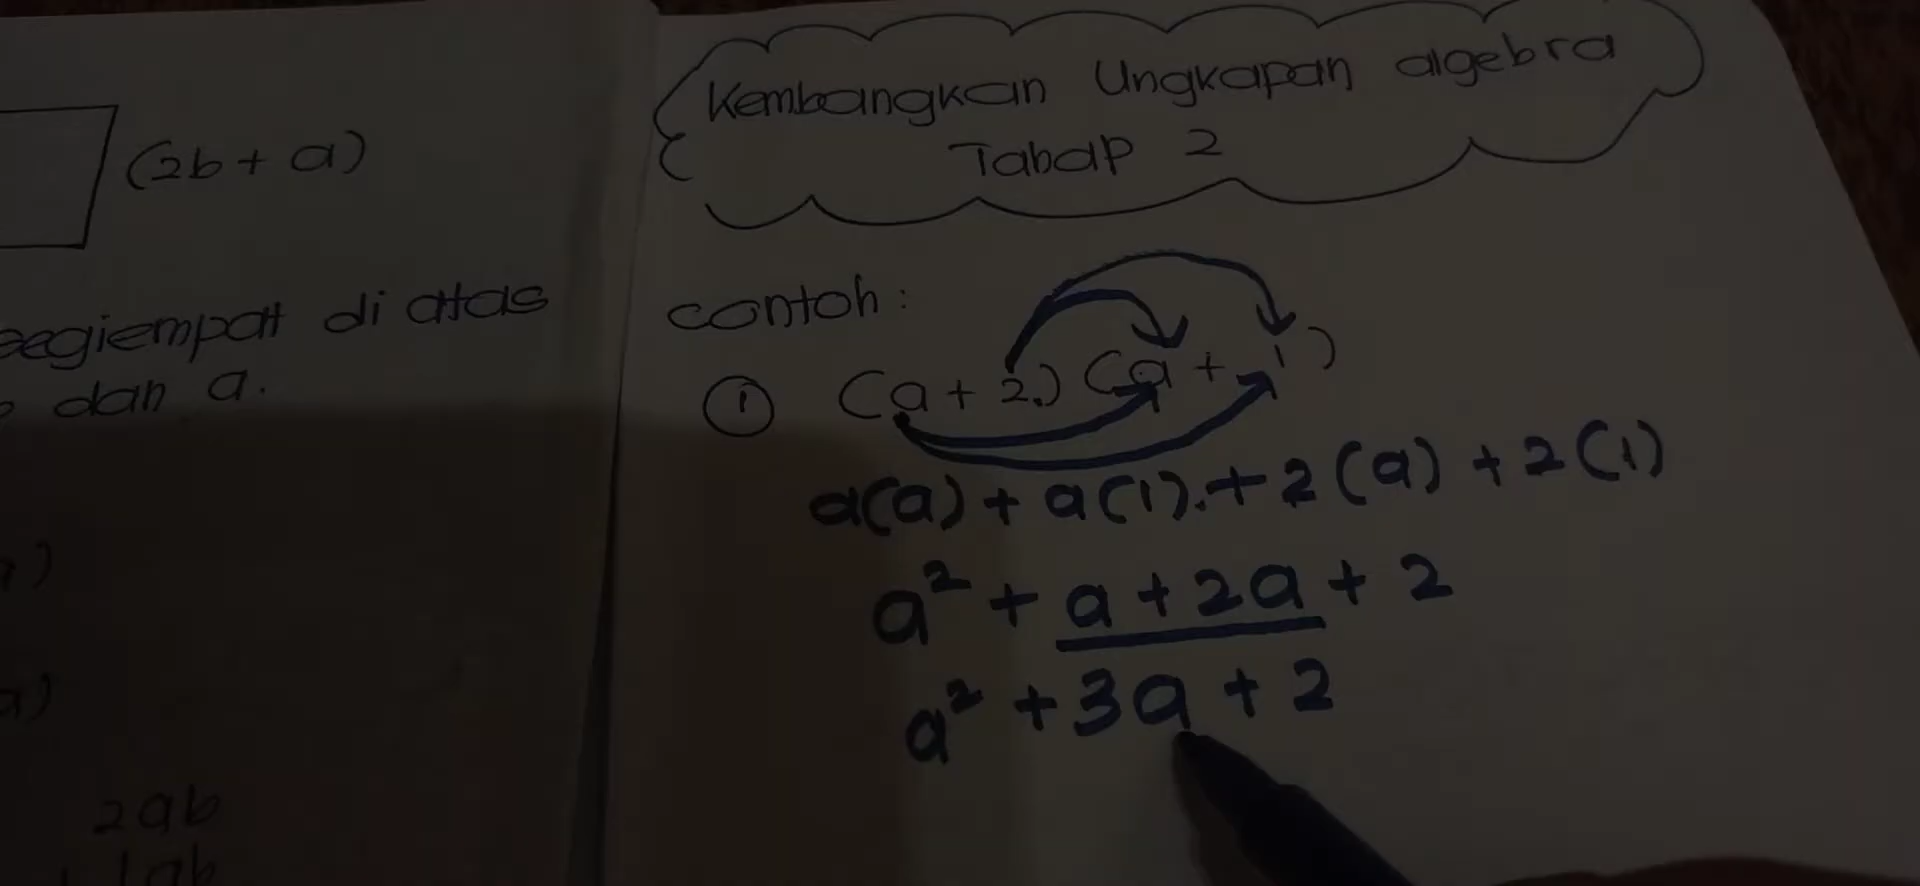 (2b + a)
segiempat di atas
dan a.
a)
2ab
Kembangkan Ungkapan algebra
Tahap 2
contoh:
① (a + 2) (a + 1)
a(a) + a(1) + 2(a) + 2(1)
a² + a + 2a + 2
a² + 3a + 2